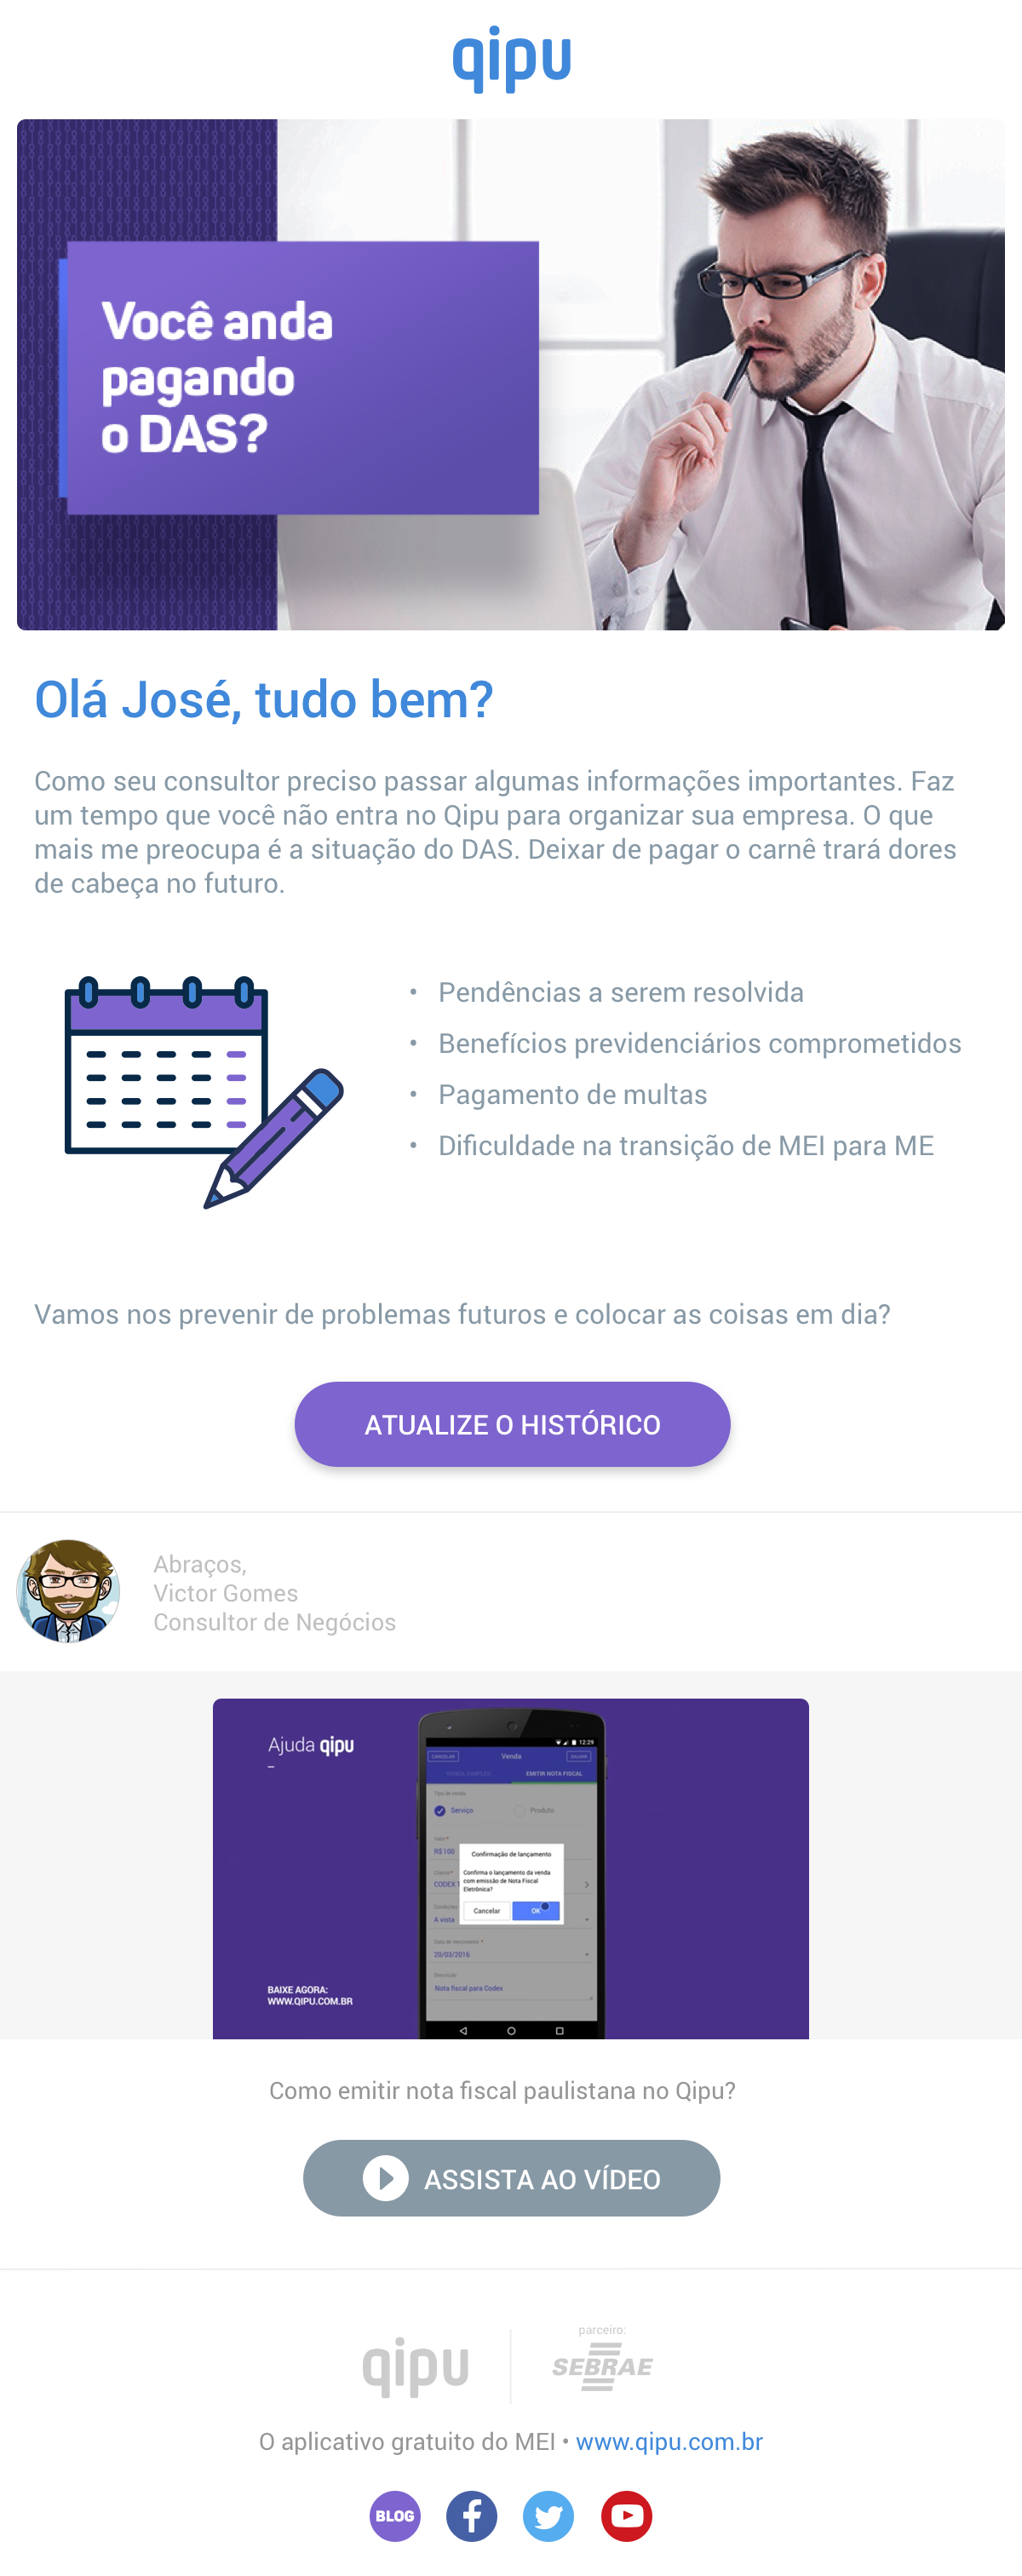 qipu
Você anda
pagando
o DAS?
Olá José, tudo bem?
Como seu consultor preciso passar algumas informações importantes. Faz
um tempo que você não entra no Qipu para organizar sua empresa. O que
mais me preocupa é a situação do DAS. Deixar de pagar o carnê trará dores
de cabeça no futuro.
• Pendências a serem resolvida
• Benefícios previdenciários comprometidos
• Pagamento de multas
• Dificuldade na transição de MEI para ME
Vamos nos prevenir de problemas futuros e colocar as coisas em dia?
ATUALIZE O HISTÓRICO
Abraços,
Victor Gomes
Consultor de Negócios
Ajuda qipu
12:29
CANCELAR Venda SALVAR
VENDA SIMPLES EMITIR NOTA FISCAL
Tipo de venda
Serviço Produto
Valor*
R$100
Confirmação de lançamento
Confirma o lançamento da venda
com emissão de Nota Fiscal
Eletrônica?
Cancelar OK
Cliente*
CODEX
Condições
A vista
Data de vencimento *
20/03/2016
Descrição
Nota fiscal para Codex
BAIXE AGORA:
WWW.QIPU.COM.BR
Como emitir nota fiscal paulistana no Qipu?
ASSISTA AO VÍDEO
qipu
parceiro:
SEBRAE
O aplicativo gratuito do MEI • www.qipu.com.br
BLOG